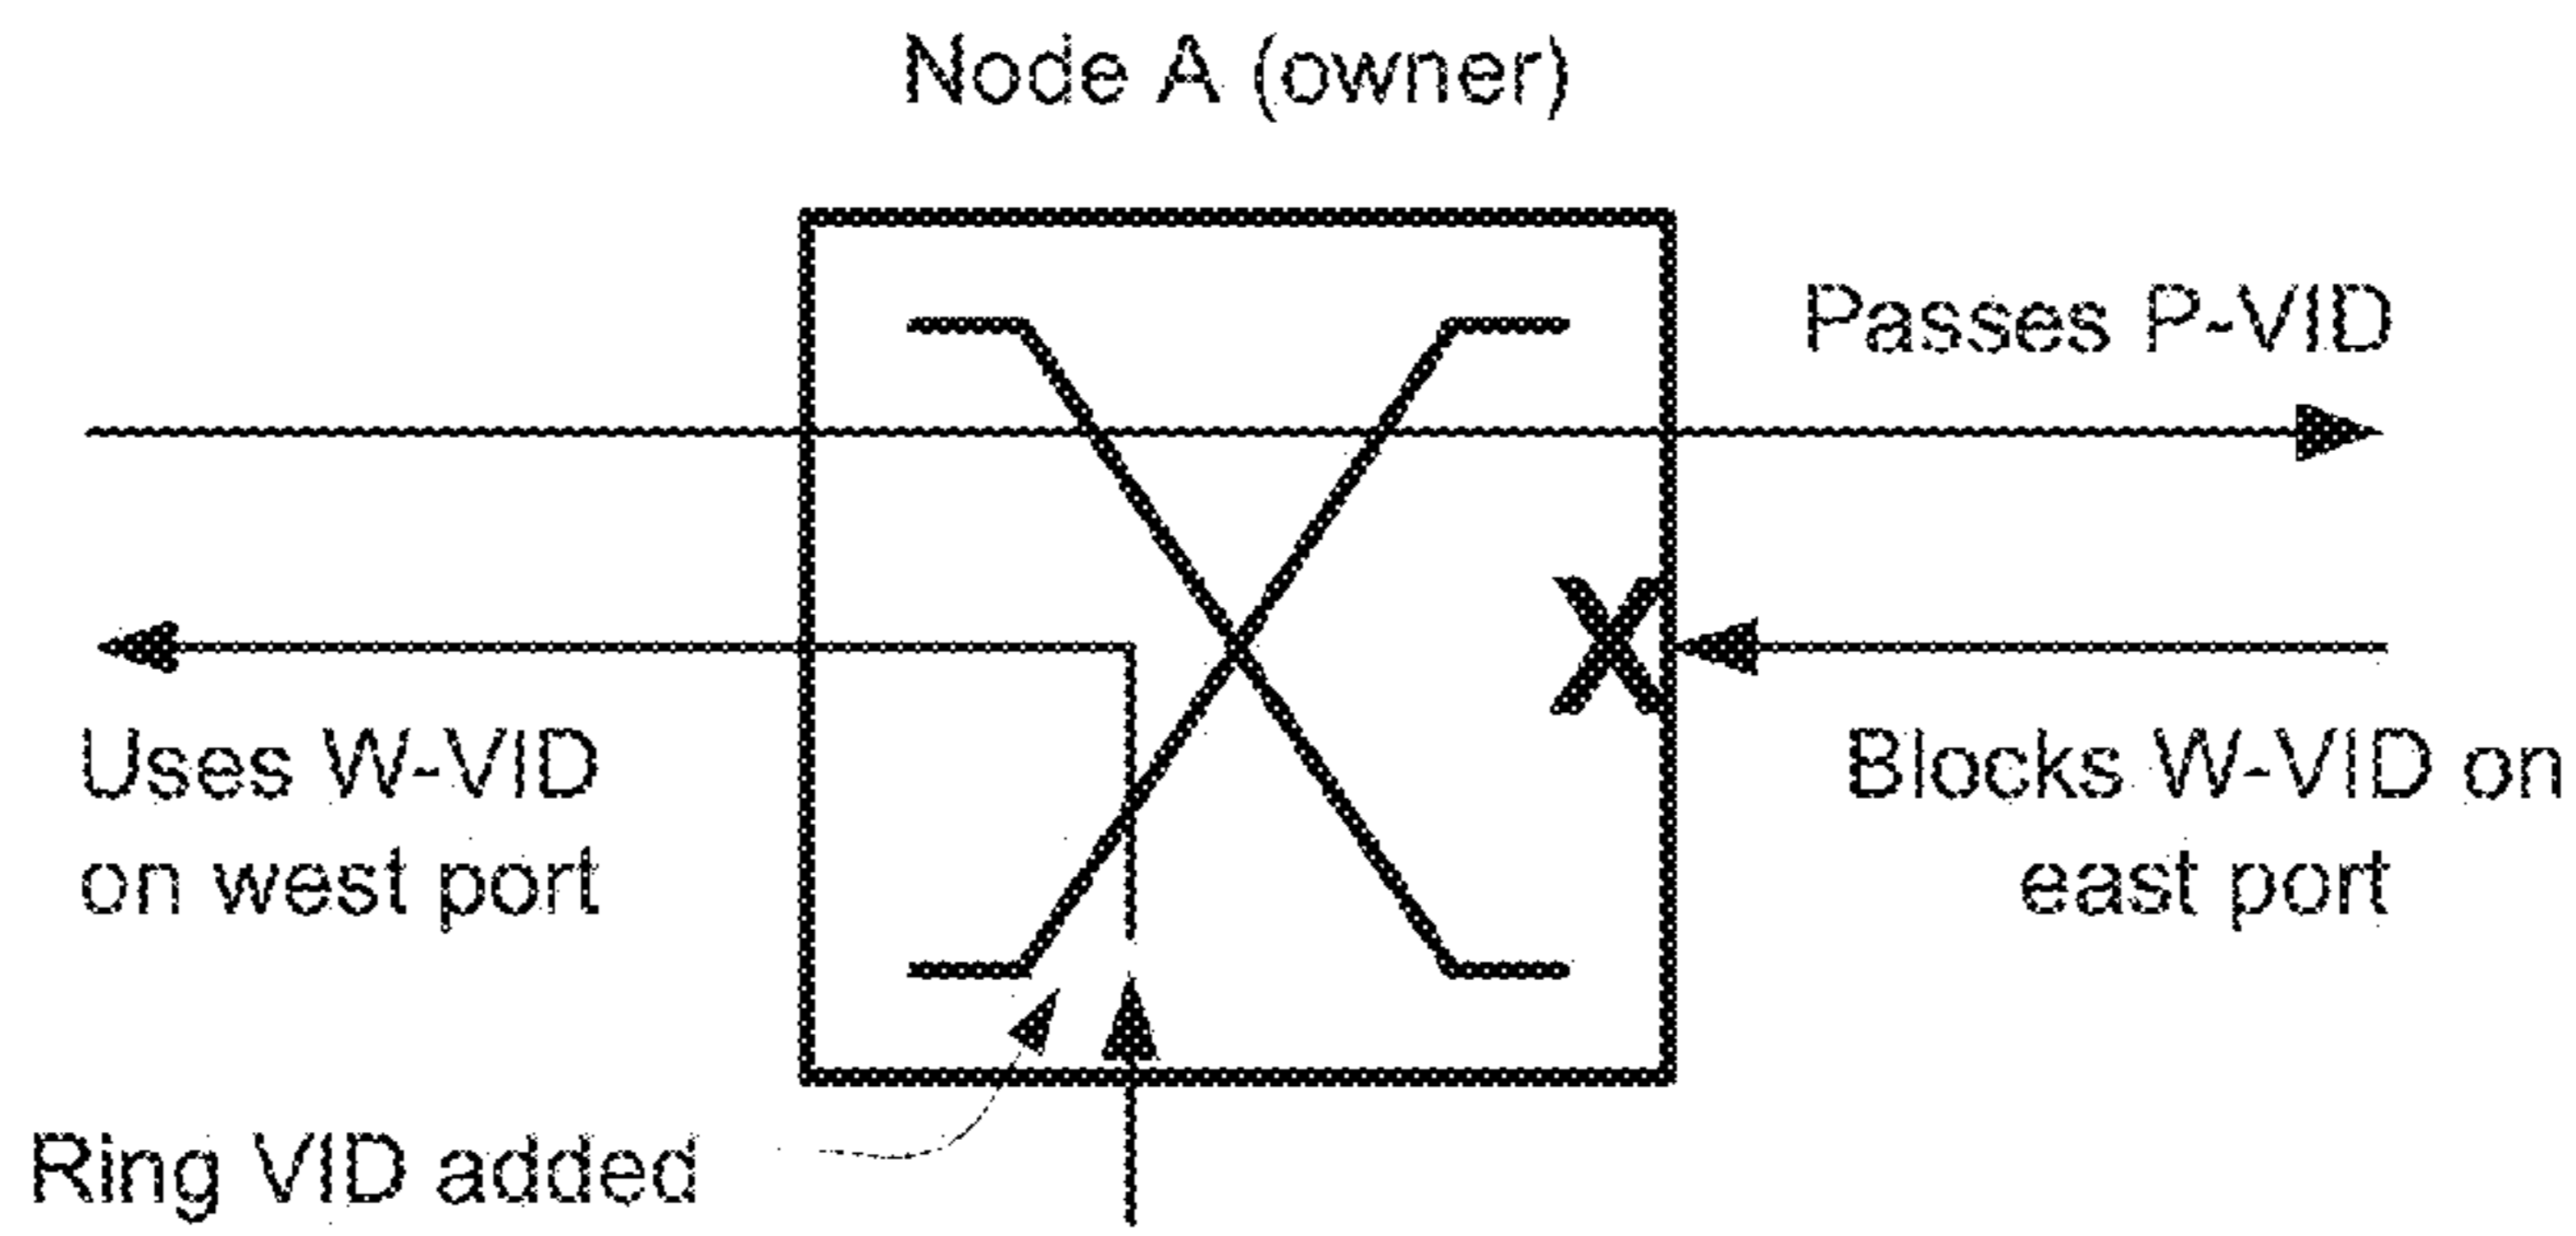 Node A (owner)
Passes P-VID
Uses W-VID
on west port
Blocks W-VID on
east port
Ring VID added